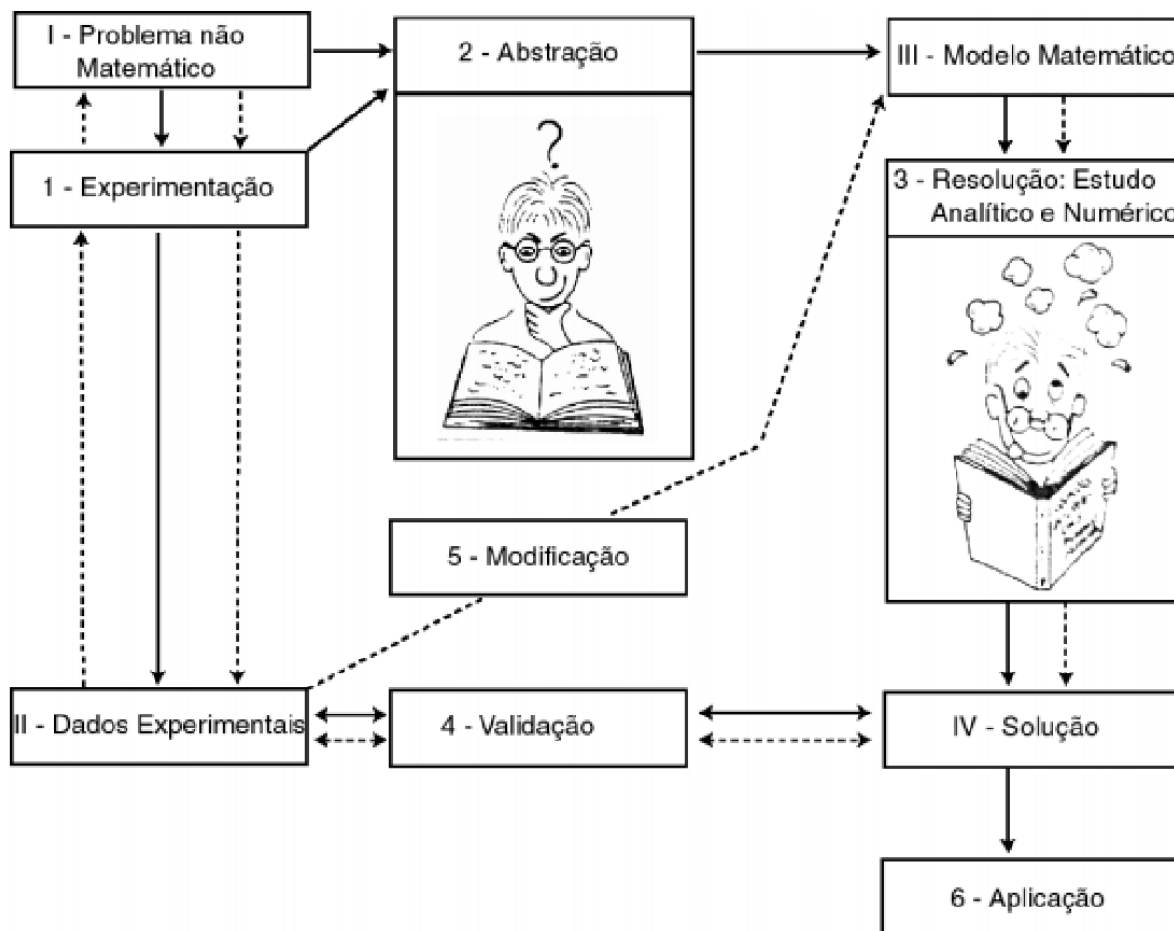 I - Problema não
Matemático
2 - Abstração
III - Modelo Matemático
1 - Experimentação
?
3 - Resolução: Estudo
Analítico e Numérico
5 - Modificação
II - Dados Experimentais
4 - Validação
IV - Solução
6 - Aplicação